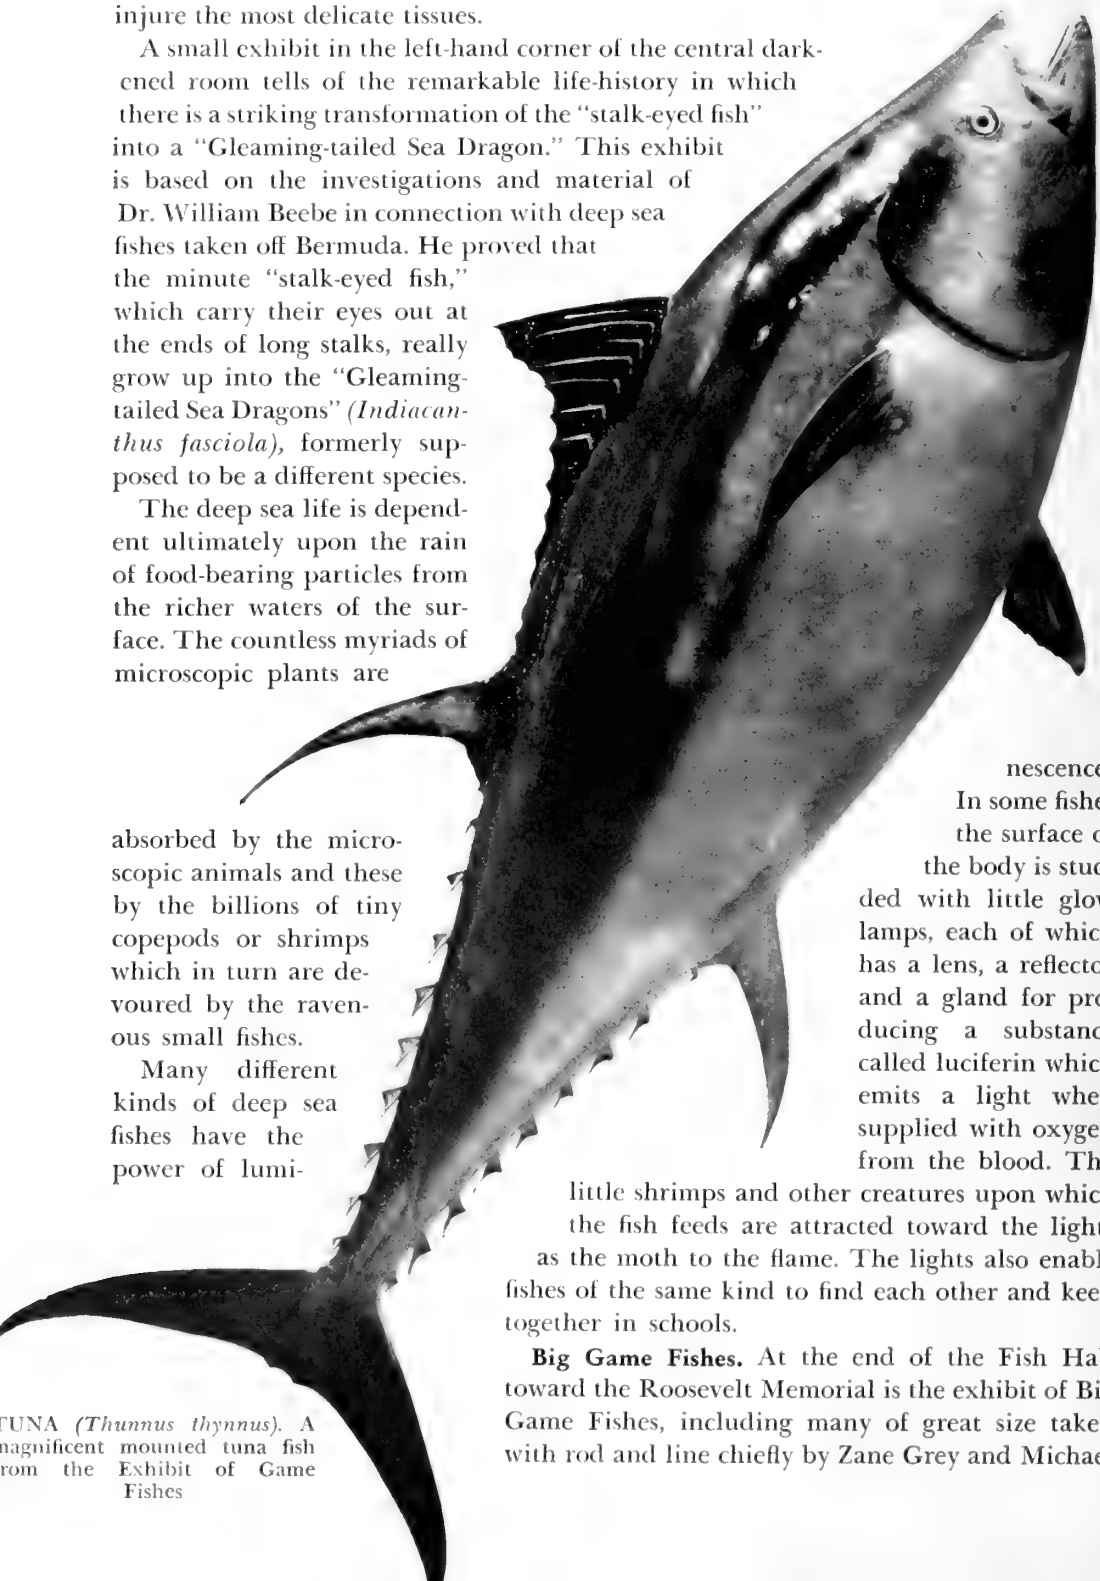 injure the most delicate tissues.
A small exhibit in the left-hand corner of the central dark-
ened room tells of the remarkable life-history in which
there is a striking transformation of the “stalk-eyed fish”
into a “Gleaming-tailed Sea Dragon.” This exhibit
is based on the investigations and material of
Dr. William Beebe in connection with deep sea
fishes taken off Bermuda. He proved that
the minute “stalk-eyed fish,”
which carry their eyes out at
the ends of long stalks, really
grow up into the “Gleaming-
tailed Sea Dragons” (Indiacan-
thus fasciola), formerly sup-
posed to be a different species.
The deep sea life is depend-
ent ultimately upon the rain
of food-bearing particles from
the richer waters of the sur-
face. The countless myriads of
microscopic plants are
absorbed by the micro-
scopic animals and these
by the billions of tiny
copepods or shrimps
which in turn are de-
voured by the raven-
ous small fishes.
Many different
kinds of deep sea
fishes have the
power of lumi-
nescence
In some fishe
the surface o
the body is stud
ded with little glow
lamps, each of whic
has a lens, a reflecto
and a gland for pro
ducing a substanc
called luciferin whic
emits a light whe
supplied with oxyge
from the blood. Th
little shrimps and other creatures upon whic
the fish feeds are attracted toward the light
as the moth to the flame. The lights also enabl
fishes of the same kind to find each other and kee
together in schools.
Big Game Fishes. At the end of the Fish Hal
toward the Roosevelt Memorial is the exhibit of Bi
Game Fishes, including many of great size take
with rod and line chiefly by Zane Grey and Michae
TUNA (Thunnus thynnus). A
magnificent mounted tuna fish
from the Exhibit of Game
Fishes